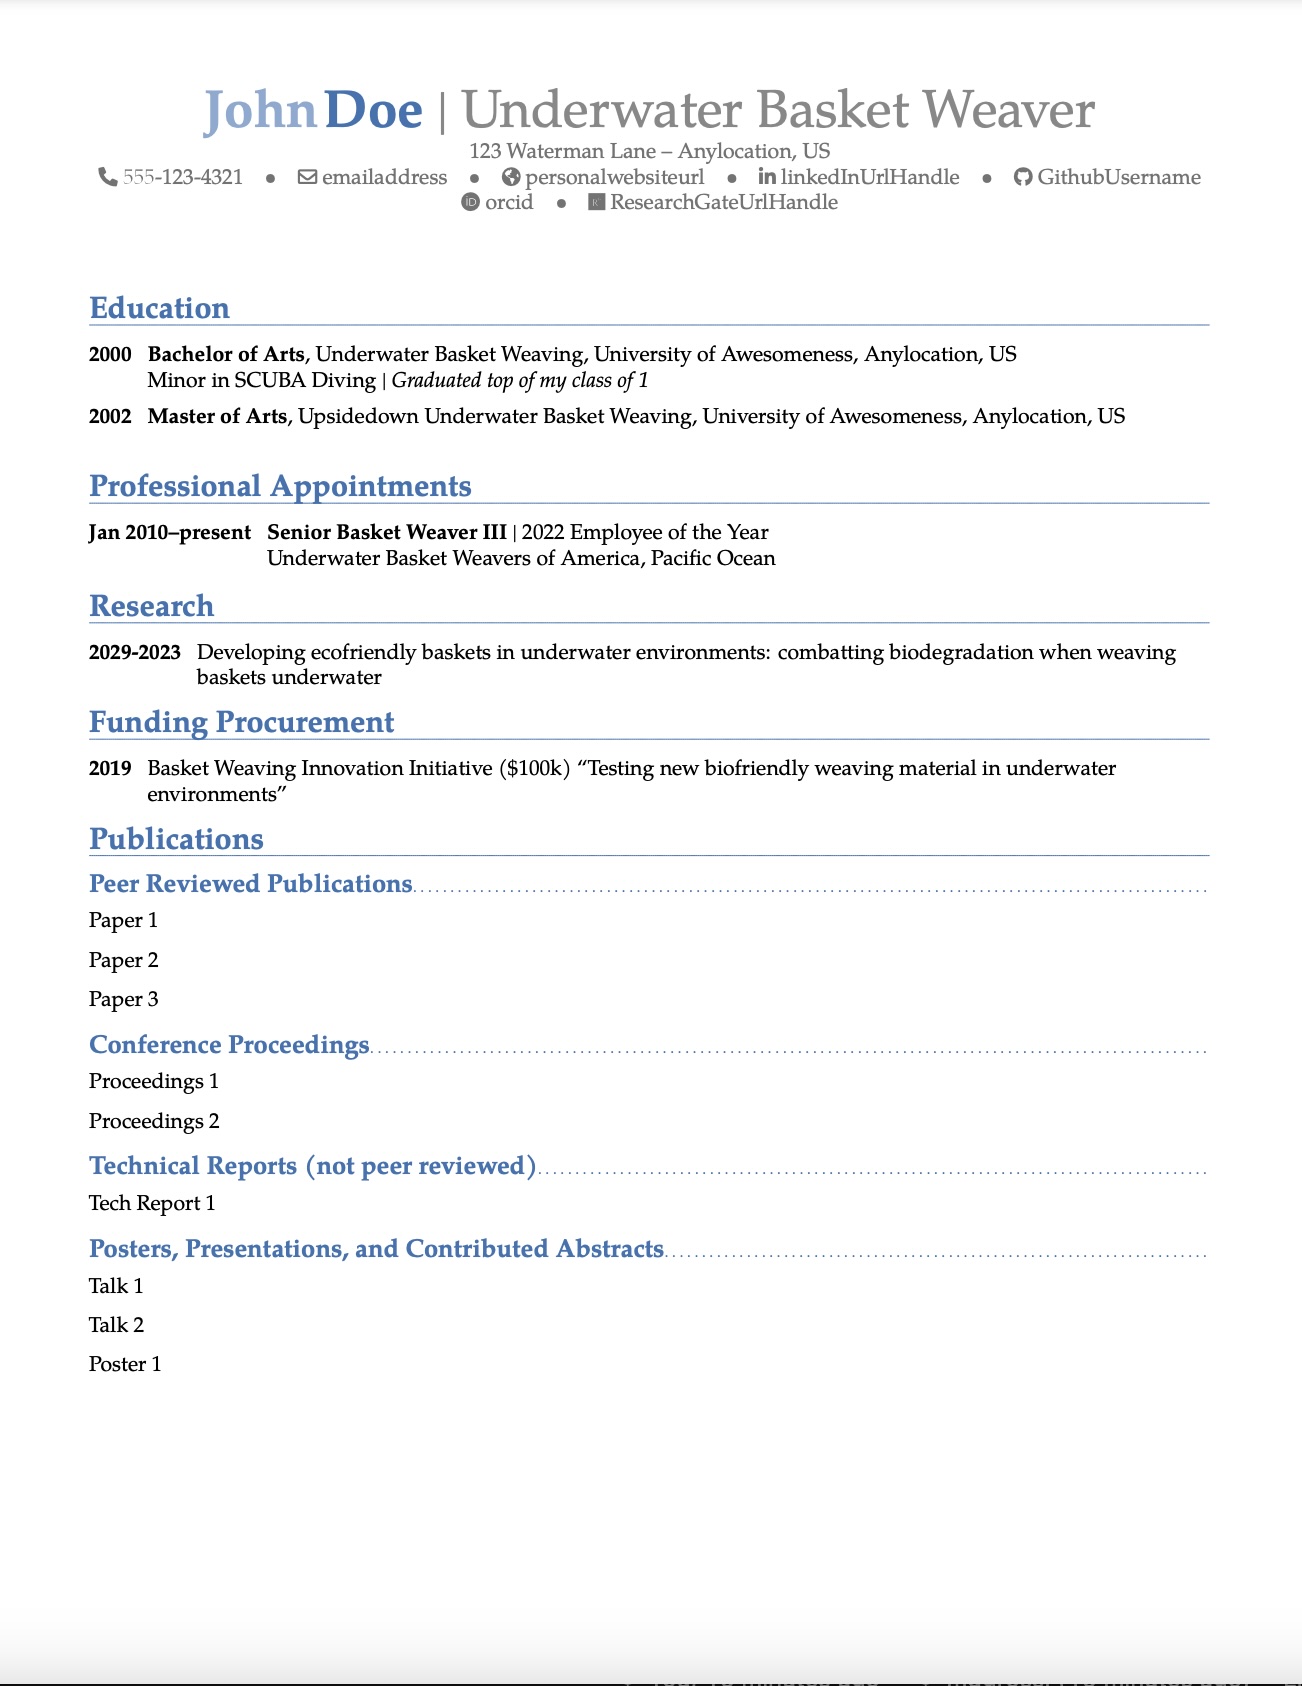 John Doe | Underwater Basket Weaver
123 Waterman Lane – Anylocation, US
555-123-4321 • emailaddress • personalwebsiteurl • linkedInUrlHandle • GithubUsername
orcid • ResearchGateUrlHandle
Education
2000 Bachelor of Arts, Underwater Basket Weaving, University of Awesomeness, Anylocation, US
Minor in SCUBA Diving | Graduated top of my class of 1
2002 Master of Arts, Upsidedown Underwater Basket Weaving, University of Awesomeness, Anylocation, US
Professional Appointments
Jan 2010–present Senior Basket Weaver III | 2022 Employee of the Year
Underwater Basket Weavers of America, Pacific Ocean
Research
2029-2023 Developing ecofriendly baskets in underwater environments: combatting biodegradation when weaving
baskets underwater
Funding Procurement
2019 Basket Weaving Innovation Initiative ($100k) “Testing new biofriendly weaving material in underwater
environments”
Publications
Peer Reviewed Publications
Paper 1
Paper 2
Paper 3
Conference Proceedings
Proceedings 1
Proceedings 2
Technical Reports (not peer reviewed)
Tech Report 1
Posters, Presentations, and Contributed Abstracts
Talk 1
Talk 2
Poster 1